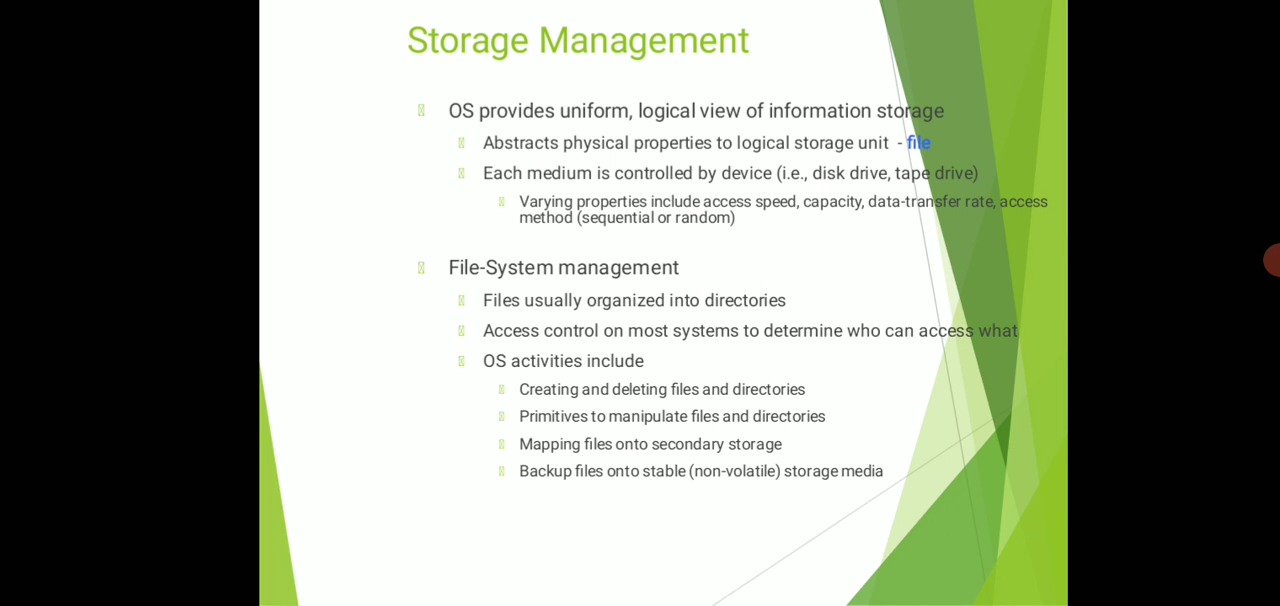 Storage Management
OS provides uniform, logical view of information storage
Abstracts physical properties to logical storage unit - file
Each medium is controlled by device (i.e., disk drive, tape drive)
Varying properties include access speed, capacity, data-transfer rate, access
method (sequential or random)
File-System management
Files usually organized into directories
Access control on most systems to determine who can access what
OS activities include
Creating and deleting files and directories
Primitives to manipulate files and directories
Mapping files onto secondary storage
Backup files onto stable (non-volatile) storage media